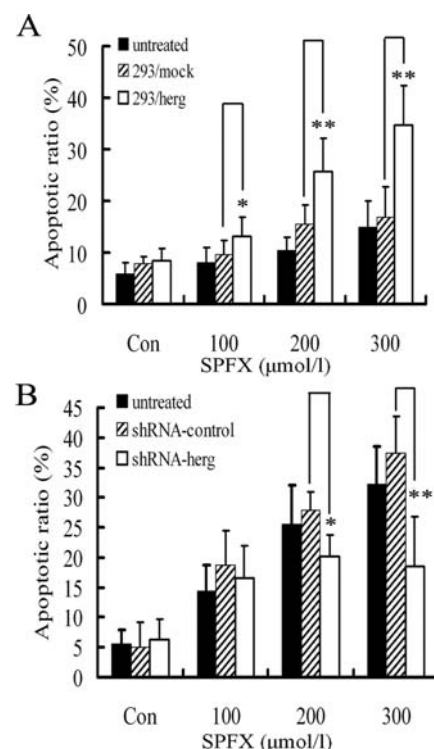 A
Apoptotic ratio (%)
50
40
30
20
10
0
untreated
293/mock
293/herg
*
**
**
Con 100 200 300
SPFX (μmol/l)
B
Apoptotic ratio (%)
45
40
35
30
25
20
15
10
5
0
untreated
shRNA-control
shRNA-herg
*
**
Con 100 200 300
SPFX (μmol/l)